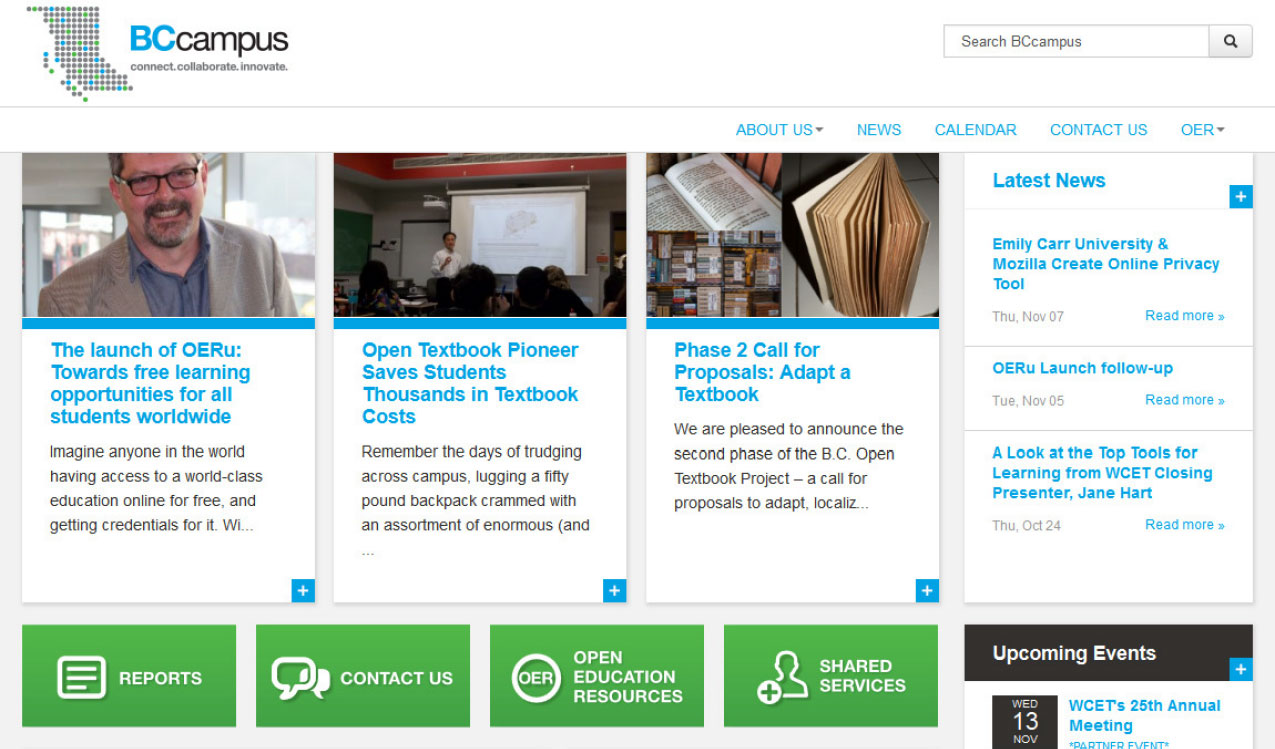 BCcampus
connect.collaborate.innovate.
Search BCcampus
ABOUT US
NEWS
CALENDAR
CONTACT US
OER
The launch of OERu:
Towards free learning
opportunities for all
students worldwide
Imagine anyone in the world
having access to a world-class
education online for free, and
getting credentials for it. Wi...
Open Textbook Pioneer
Saves Students
Thousands in Textbook
Costs
Remember the days of trudging
across campus, lugging a fifty
pound backpack crammed with
an assortment of enormous (and
...
Phase 2 Call for
Proposals: Adapt a
Textbook
We are pleased to announce the
second phase of the B.C. Open
Textbook Project – a call for
proposals to adapt, localiz...
Latest News
+
Emily Carr University &
Mozilla Create Online Privacy
Tool
Thu, Nov 07 Read more »
OERu Launch follow-up
Tue, Nov 05 Read more »
A Look at the Top Tools for
Learning from WCET Closing
Presenter, Jane Hart
Thu, Oct 24 Read more »
+
+
+
REPORTS
CONTACT US
OER
OPEN
EDUCATION
RESOURCES
SHARED
SERVICES
Upcoming Events
+
WED
13
NOV
WCET's 25th Annual
Meeting
*PARTNER EVENT*